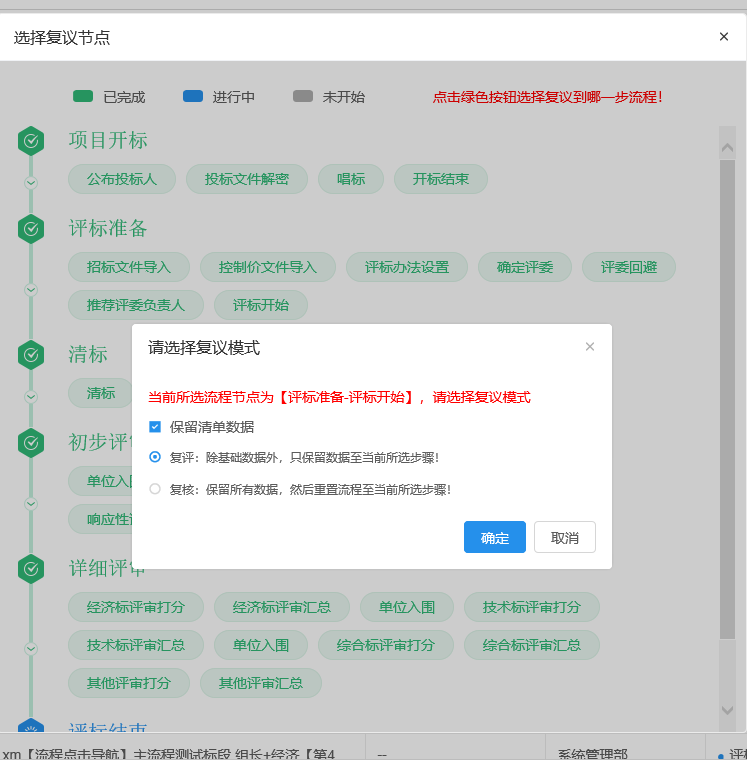 选择复议节点
已完成 进行中 未开始 点击绿色按钮选择复议到哪一步流程!
项目开标
公布投标人 投标文件解密 唱标 开标结束
评标准备
招标文件导入 控制价文件导入 评标办法设置 确定评委 评委回避
推荐评委负责人 评标开始
请选择复议模式
清标
清标
当前所选流程节点为【评标准备-评标开始】，请选择复议模式
保留清单数据
初步评
复评：除基础数据外，只保留数据至当前所选步骤!
单位入
复核：保留所有数据，然后重置流程至当前所选步骤!
响应性
确定 取消
详细评审
经济标评审打分 经济标评审汇总 单位入围 技术标评审打分
技术标评审汇总 单位入围 综合标评审打分 综合标评审汇总
其他评审打分 其他评审汇总
评标结束
xm【流程点击导航】主流程测试标段 组长+经济【第4 -- 系统管理部 评标